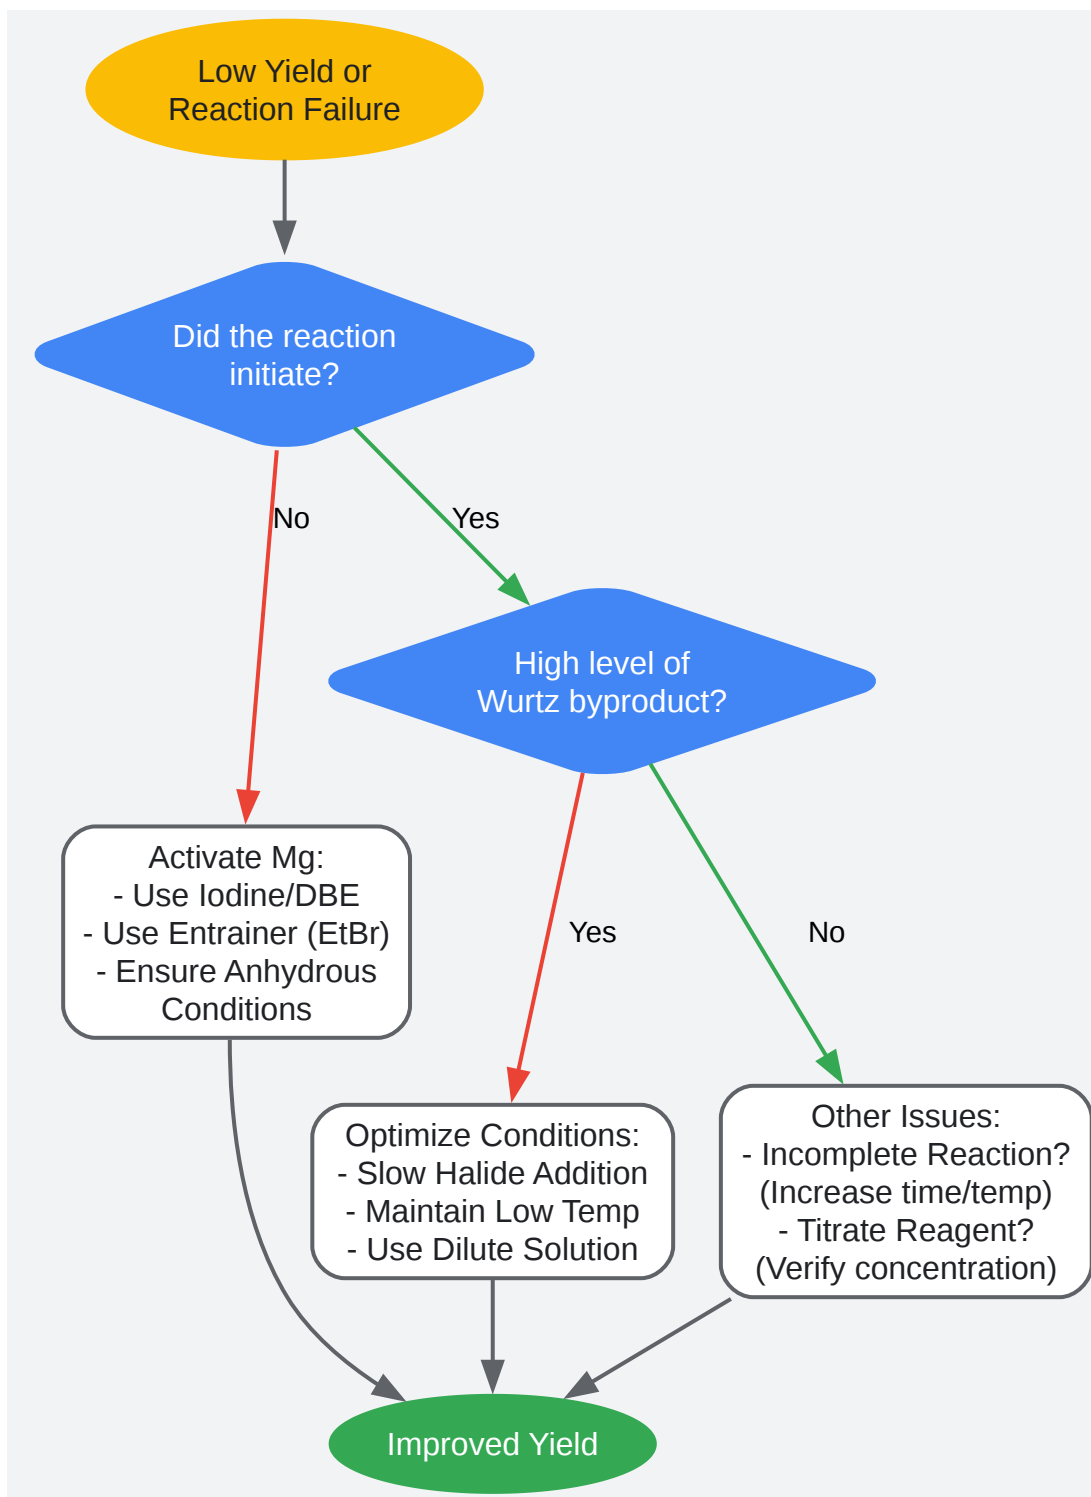 Low Yield or
Reaction Failure
Did the reaction
initiate?
No
Yes
High level of
Wurtz byproduct?
Activate Mg:
- Use Iodine/DBE
- Use Entrainer (EtBr)
- Ensure Anhydrous
Conditions
Yes
No
Optimize Conditions:
- Slow Halide Addition
- Maintain Low Temp
- Use Dilute Solution
Other Issues:
- Incomplete Reaction?
(Increase time/temp)
- Titrate Reagent?
(Verify concentration)
Improved Yield